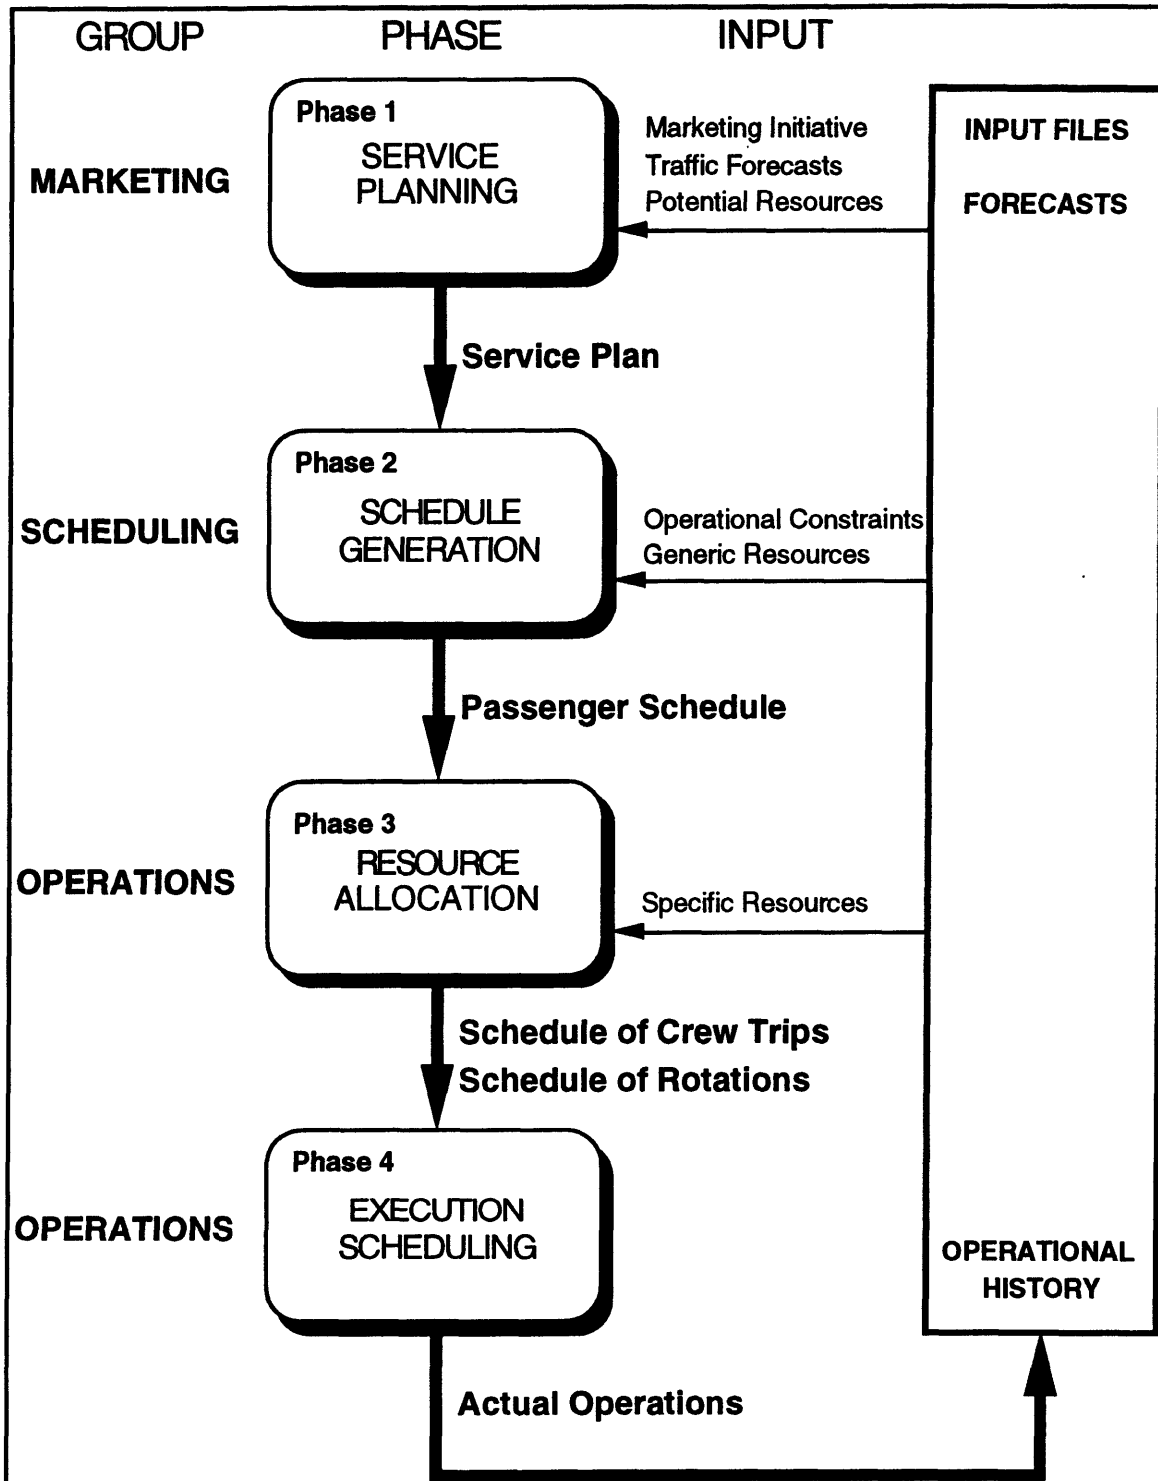 GROUP PHASE INPUT
Phase 1
SERVICE
PLANNING
MARKETING
Marketing Initiative
Traffic Forecasts
Potential Resources
INPUT FILES
FORECASTS
Service Plan
Phase 2
SCHEDULE
GENERATION
SCHEDULING
Operational Constraints
Generic Resources
Passenger Schedule
Phase 3
RESOURCE
ALLOCATION
OPERATIONS
Specific Resources
Schedule of Crew Trips
Schedule of Rotations
Phase 4
EXECUTION
SCHEDULING
OPERATIONS
OPERATIONAL
HISTORY
Actual Operations